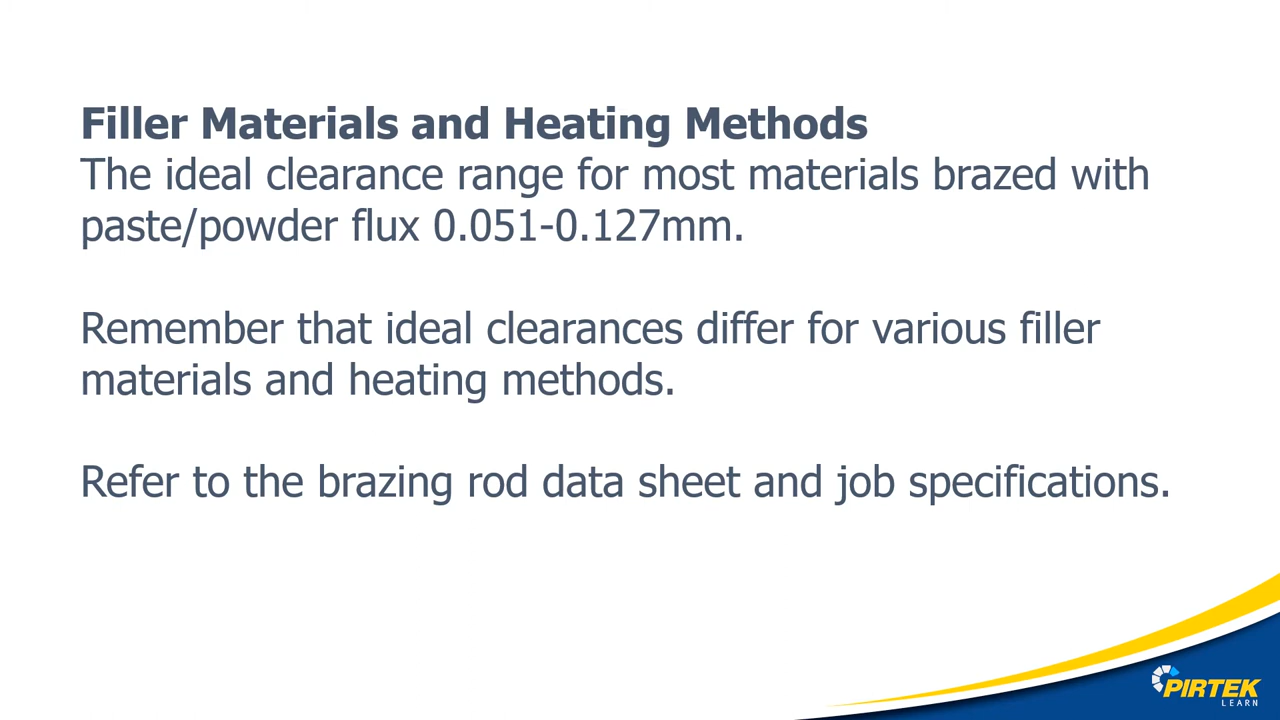 Filler Materials and Heating Methods
The ideal clearance range for most materials brazed with
paste/powder flux 0.051-0.127mm.
Remember that ideal clearances differ for various filler
materials and heating methods.
Refer to the brazing rod data sheet and job specifications.
PIRTEK
LEARN